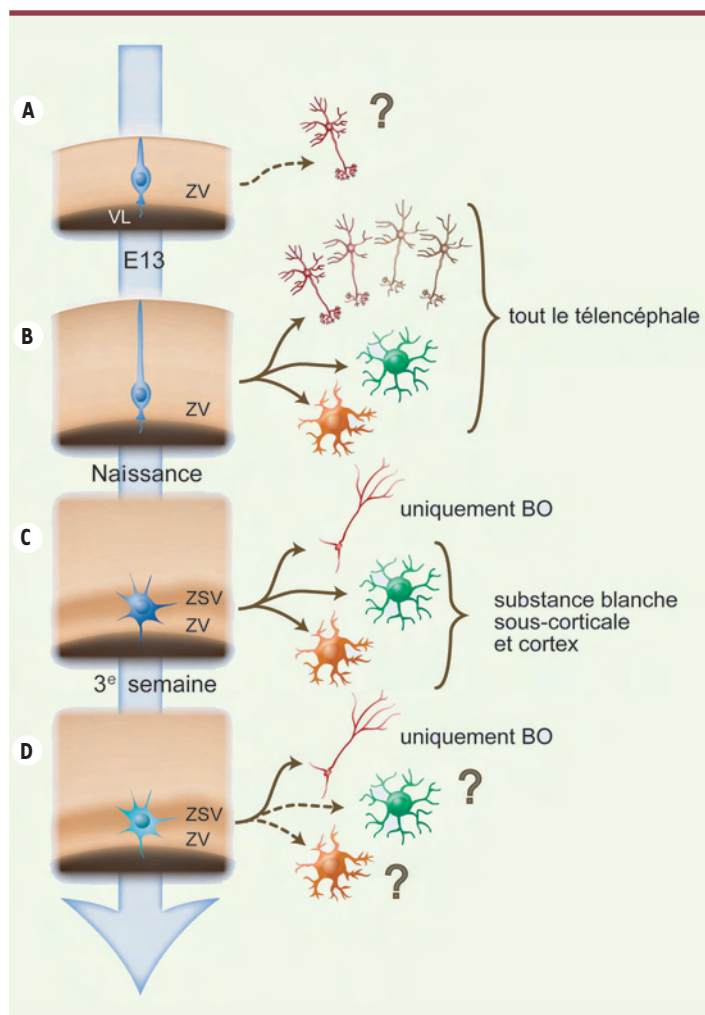 A
?
ZV
VL
E13
tout le télencéphale
B
ZV
Naissance
uniquement BO
C
ZSV
ZV
substance blanche
sous-corticale
et cortex
3e semaine
uniquement BO
D
?
ZSV
ZV
?